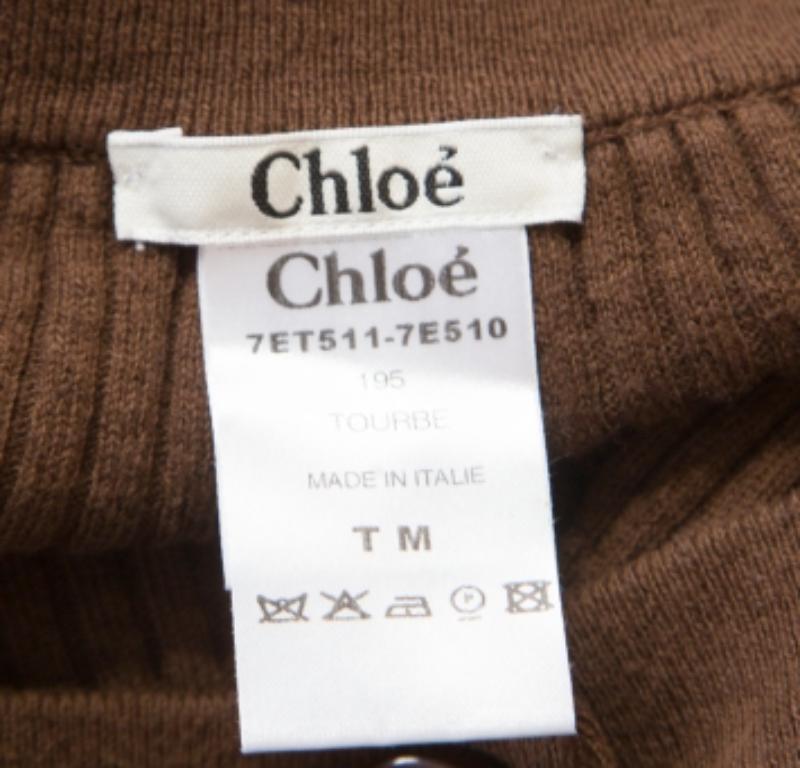 Chloé
Chloé
7ET511-7E510
195
TOURBE
MADE IN ITALIE
T M